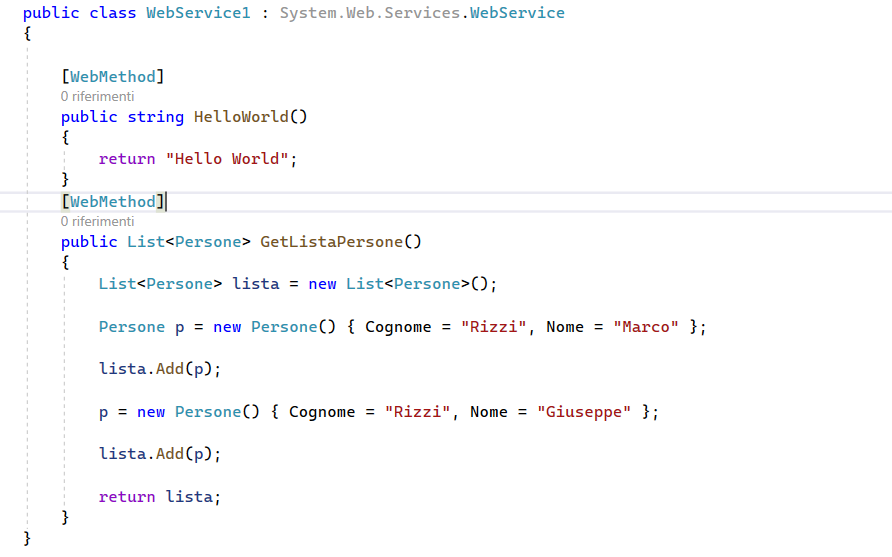 public class WebService1 : System.Web.Services.WebService
{
[WebMethod]
0 riferimenti
public string HelloWorld()
{
return "Hello World";
}
[WebMethod]
0 riferimenti
public List<Persone> GetListaPersone()
{
List<Persone> lista = new List<Persone>();
Persone p = new Persone() { Cognome = "Rizzi", Nome = "Marco" };
lista.Add(p);
p = new Persone() { Cognome = "Rizzi", Nome = "Giuseppe" };
lista.Add(p);
return lista;
}
}